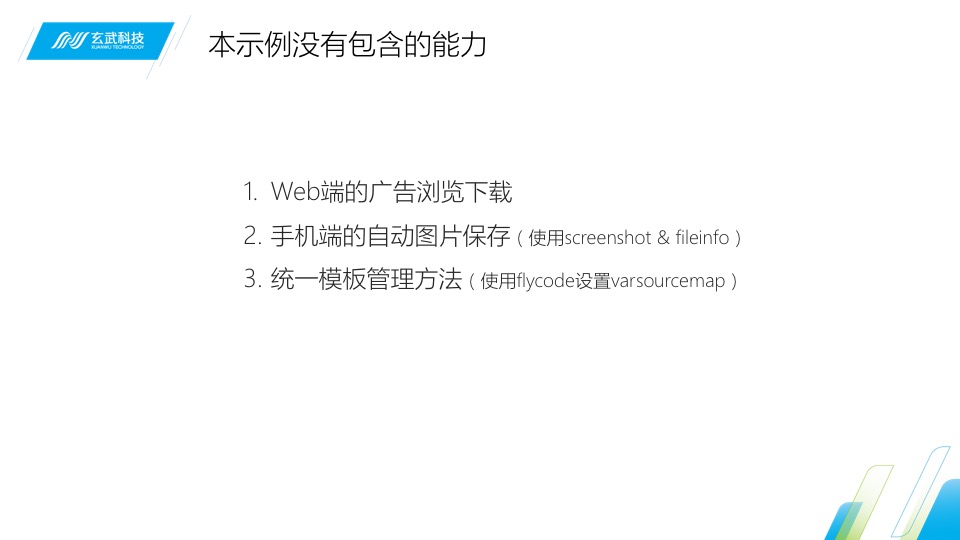 玄武科技
XUANWU TECHNOLOGY
本示例没有包含的能力
1. Web端的广告浏览下载
2. 手机端的自动图片保存（使用screenshot & fileinfo）
3. 统一模板管理方法（使用flycode设置varsourcemap）